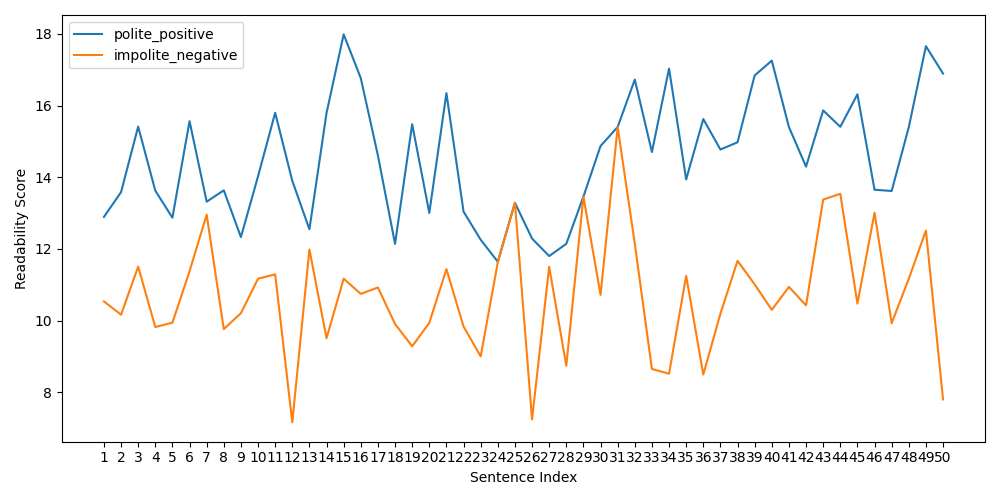 polite_positive
impolite_negative
18
16
14
12
10
8
Readability Score
1 2 3 4 5 6 7 8 9 10 11 12 13 14 15 16 17 18 19 20 21 22 23 24 25 26 27 28 29 30 31 32 33 34 35 36 37 38 39 40 41 42 43 44 45 46 47 48 49 50
Sentence Index